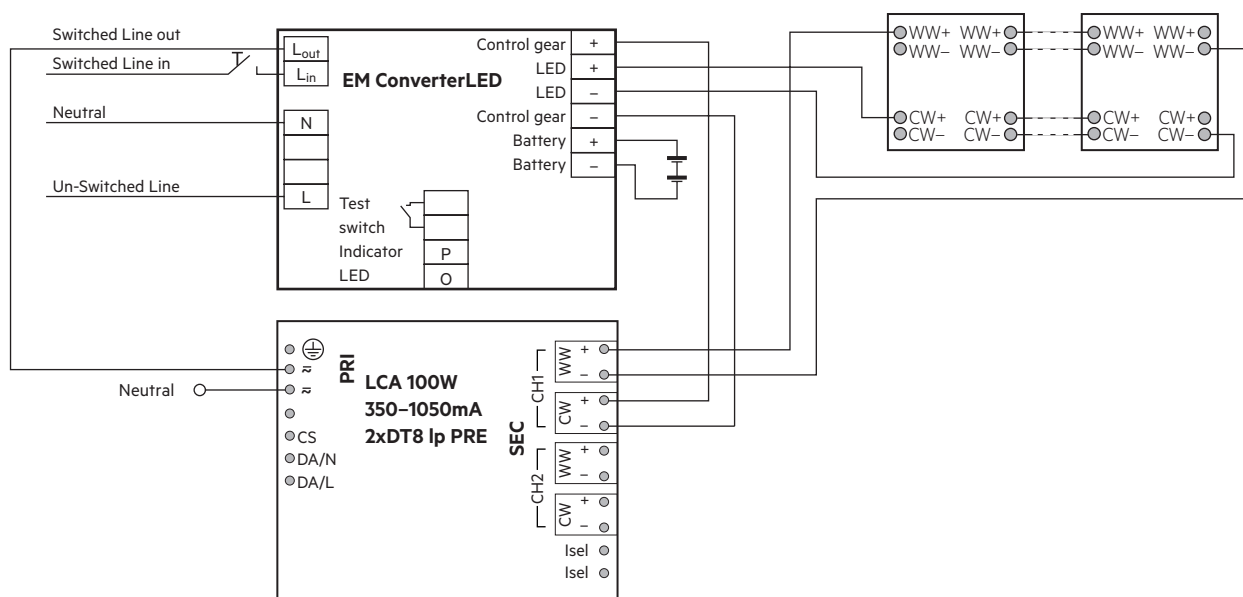 Switched Line out
Switched Line in
Neutral
Un-Switched Line
Lout
Lin
N
L
EM ConverterLED
Control gear +
LED +
LED –
Control gear –
Battery +
Battery –
Test
switch
Indicator P
LED O
WW+ WW+ WW+ WW+
WW– WW– WW– WW–
CW+ CW+ CW+ CW+
CW– CW– CW– CW–
Neutral
PRI
CS
DA/N
DA/L
LCA 100W
350–1050mA
2xDT8 lp PRE
SEC
CH1
WW + –
CW + –
CH2
WW + –
CW + –
Isel
Isel